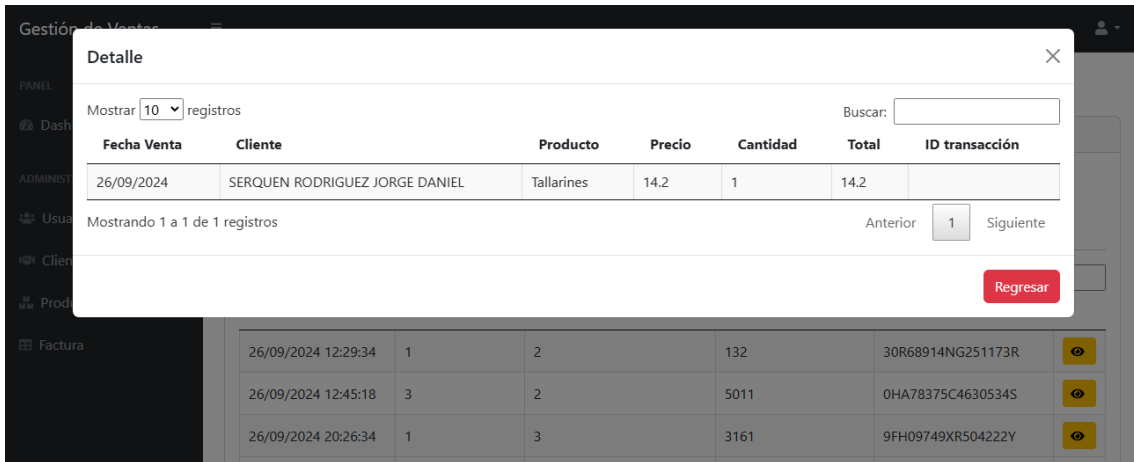 Gestión de Ventas
Detalle
PANEL
Mostrar 10 registros
Buscar:
Dash
Fecha Venta Cliente Producto Precio Cantidad Total ID transacción
ADMINIST
26/09/2024 SERQUEN RODRIGUEZ JORGE DANIEL Tallarines 14.2 1 14.2
Usua
Mostrando 1 a 1 de 1 registros
Anterior 1 Siguiente
Clien
Regresar
Produ
Factura
26/09/2024 12:29:34 1 2 132 30R68914NG251173R
26/09/2024 12:45:18 3 2 5011 0HA78375C4630534S
26/09/2024 20:26:34 1 3 3161 9FH09749XR504222Y